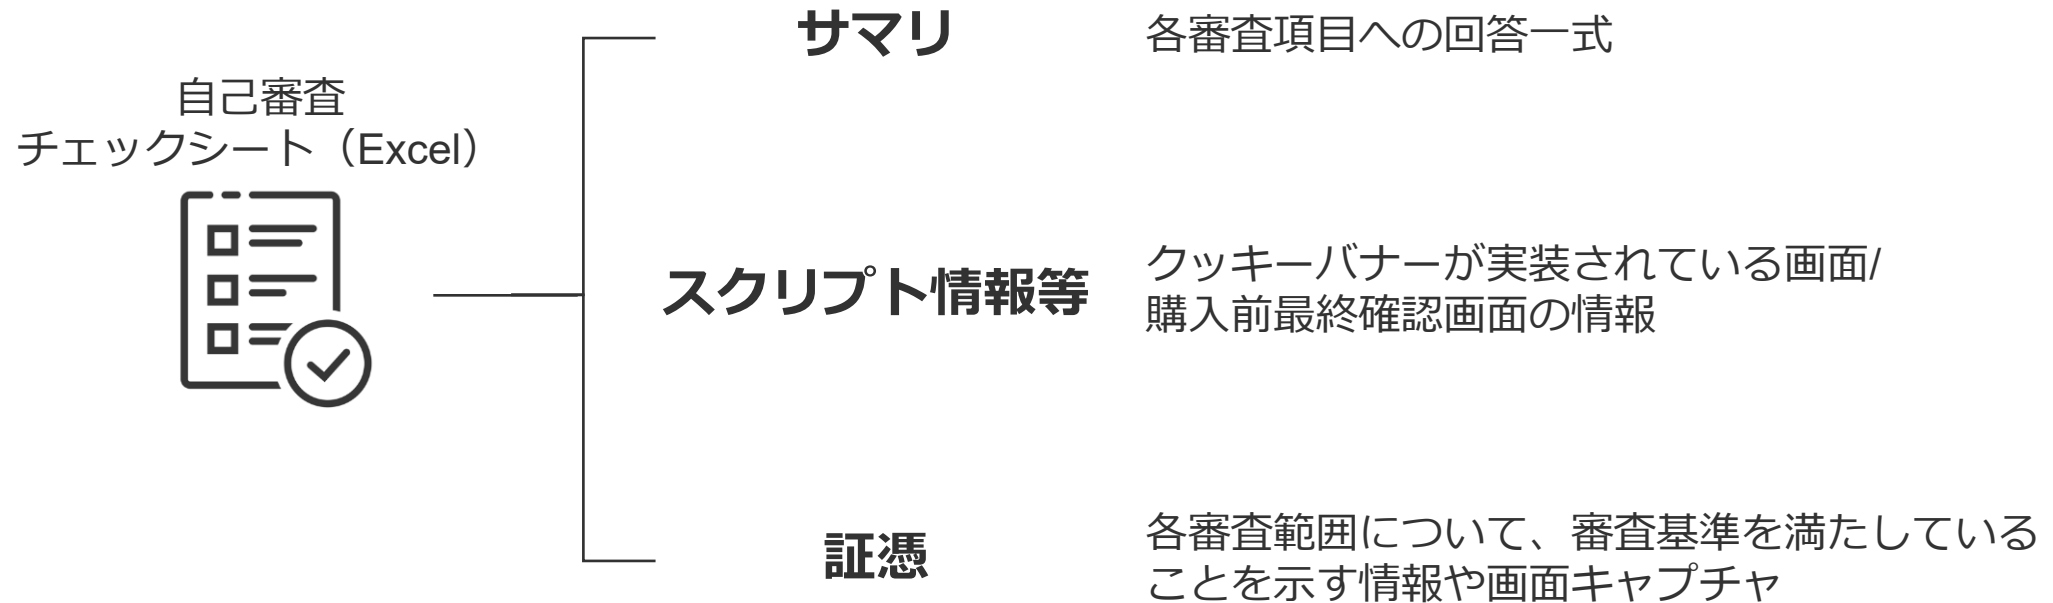 自己審査
チェックシート（Excel）
サマリ
各審査項目への回答一式
スクリプト情報等
クッキーバナーが実装されている画面/
購入前最終確認画面の情報
証憑
各審査範囲について、審査基準を満たしている
ことを示す情報や画面キャプチャ